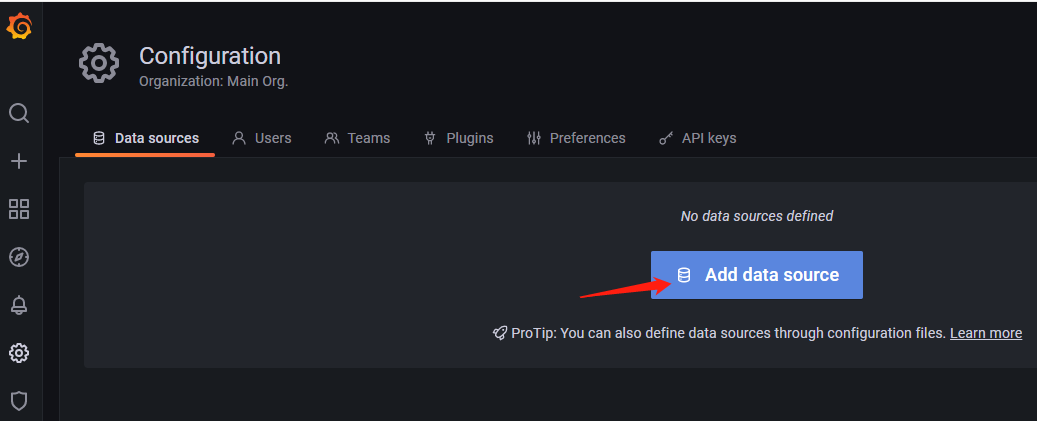 Configuration
Organization: Main Org.
Data sources Users Teams Plugins Preferences API keys
No data sources defined
Add data source
ProTip: You can also define data sources through configuration files. Learn more